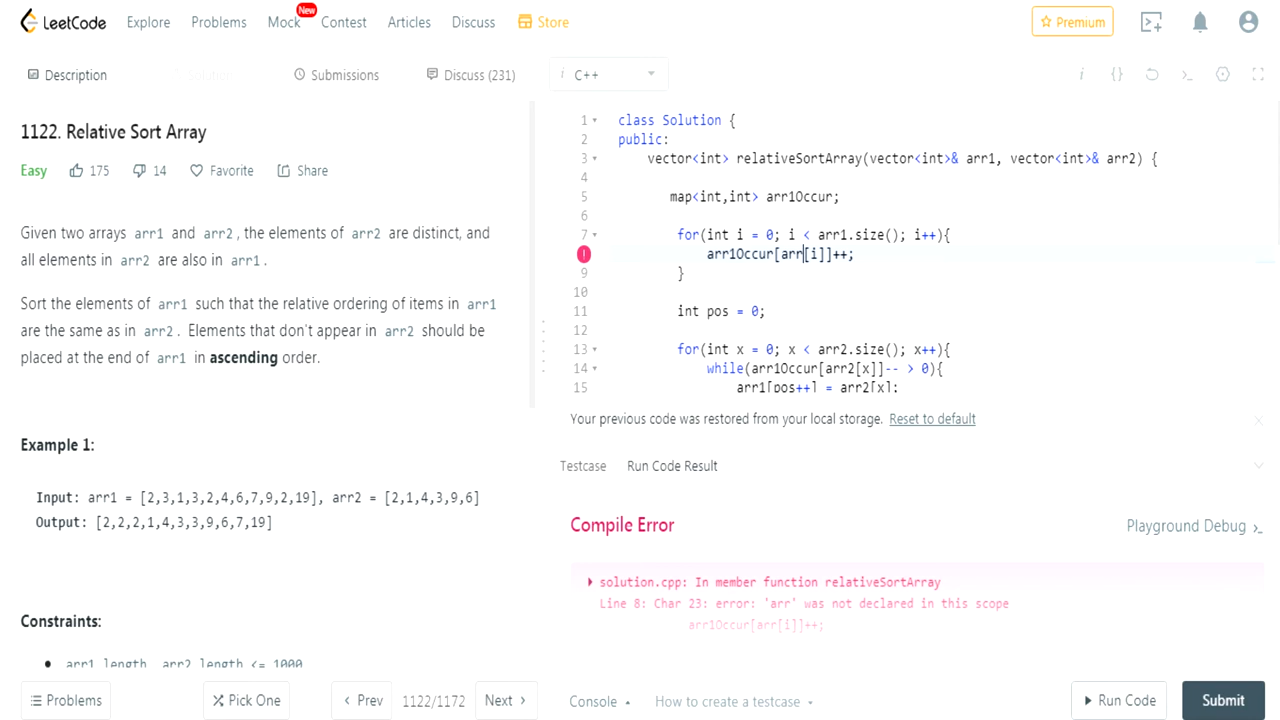 LeetCode Explore Problems Mock New Contest Articles Discuss Store Premium
Description Solution Submissions Discuss (231) i C++ i {}
1122. Relative Sort Array
Easy 175 14 Favorite Share
Given two arrays arr1 and arr2, the elements of arr2 are distinct, and
all elements in arr2 are also in arr1.
Sort the elements of arr1 such that the relative ordering of items in arr1
are the same as in arr2. Elements that don't appear in arr2 should be
placed at the end of arr1 in ascending order.
Example 1:
Input: arr1 = [2,3,1,3,2,4,6,7,9,2,19], arr2 = [2,1,4,3,9,6]
Output: [2,2,2,1,4,3,3,9,6,7,19]
Constraints:
arr1.length, arr2.length <= 1000
Problems Pick One Prev 1122/1172 Next
1 class Solution {
2 public:
3 vector<int> relativeSortArray(vector<int>& arr1, vector<int>& arr2) {
4
5 map<int,int> arr1Occur;
6
7 for(int i = 0; i < arr1.size(); i++){
! arr1Occur[arr[i]]++;
9 }
10
11 int pos = 0;
12
13 for(int x = 0; x < arr2.size(); x++){
14 while(arr1Occur[arr2[x]]-- > 0){
15 arr1[pos++] = arr2[x];
Your previous code was restored from your local storage. Reset to default
Testcase Run Code Result
Compile Error Playground Debug
solution.cpp: In member function relativeSortArray
Line 8: Char 23: error: 'arr' was not declared in this scope
arr1Occur[arr[i]]++;
Console How to create a testcase Run Code Submit